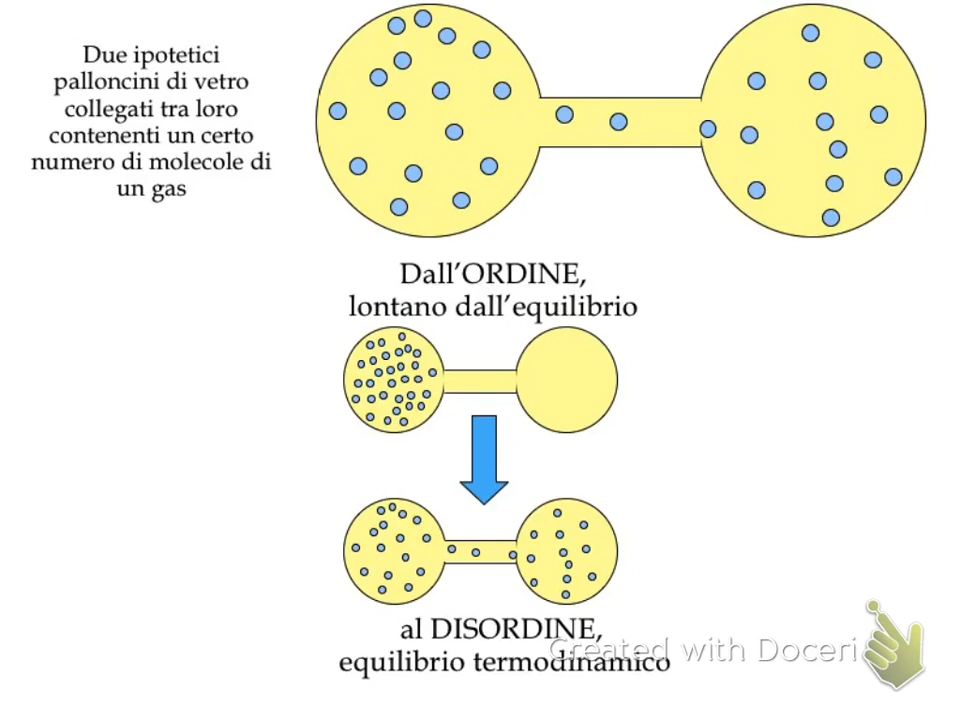 Due ipotetici
palloncini di vetro
collegati tra loro
contenenti un certo
numero di molecole di
un gas
Dall'ORDINE,
lontano dall'equilibrio
al DISORDINE,
equilibrio termodinamico
Created with Doceri